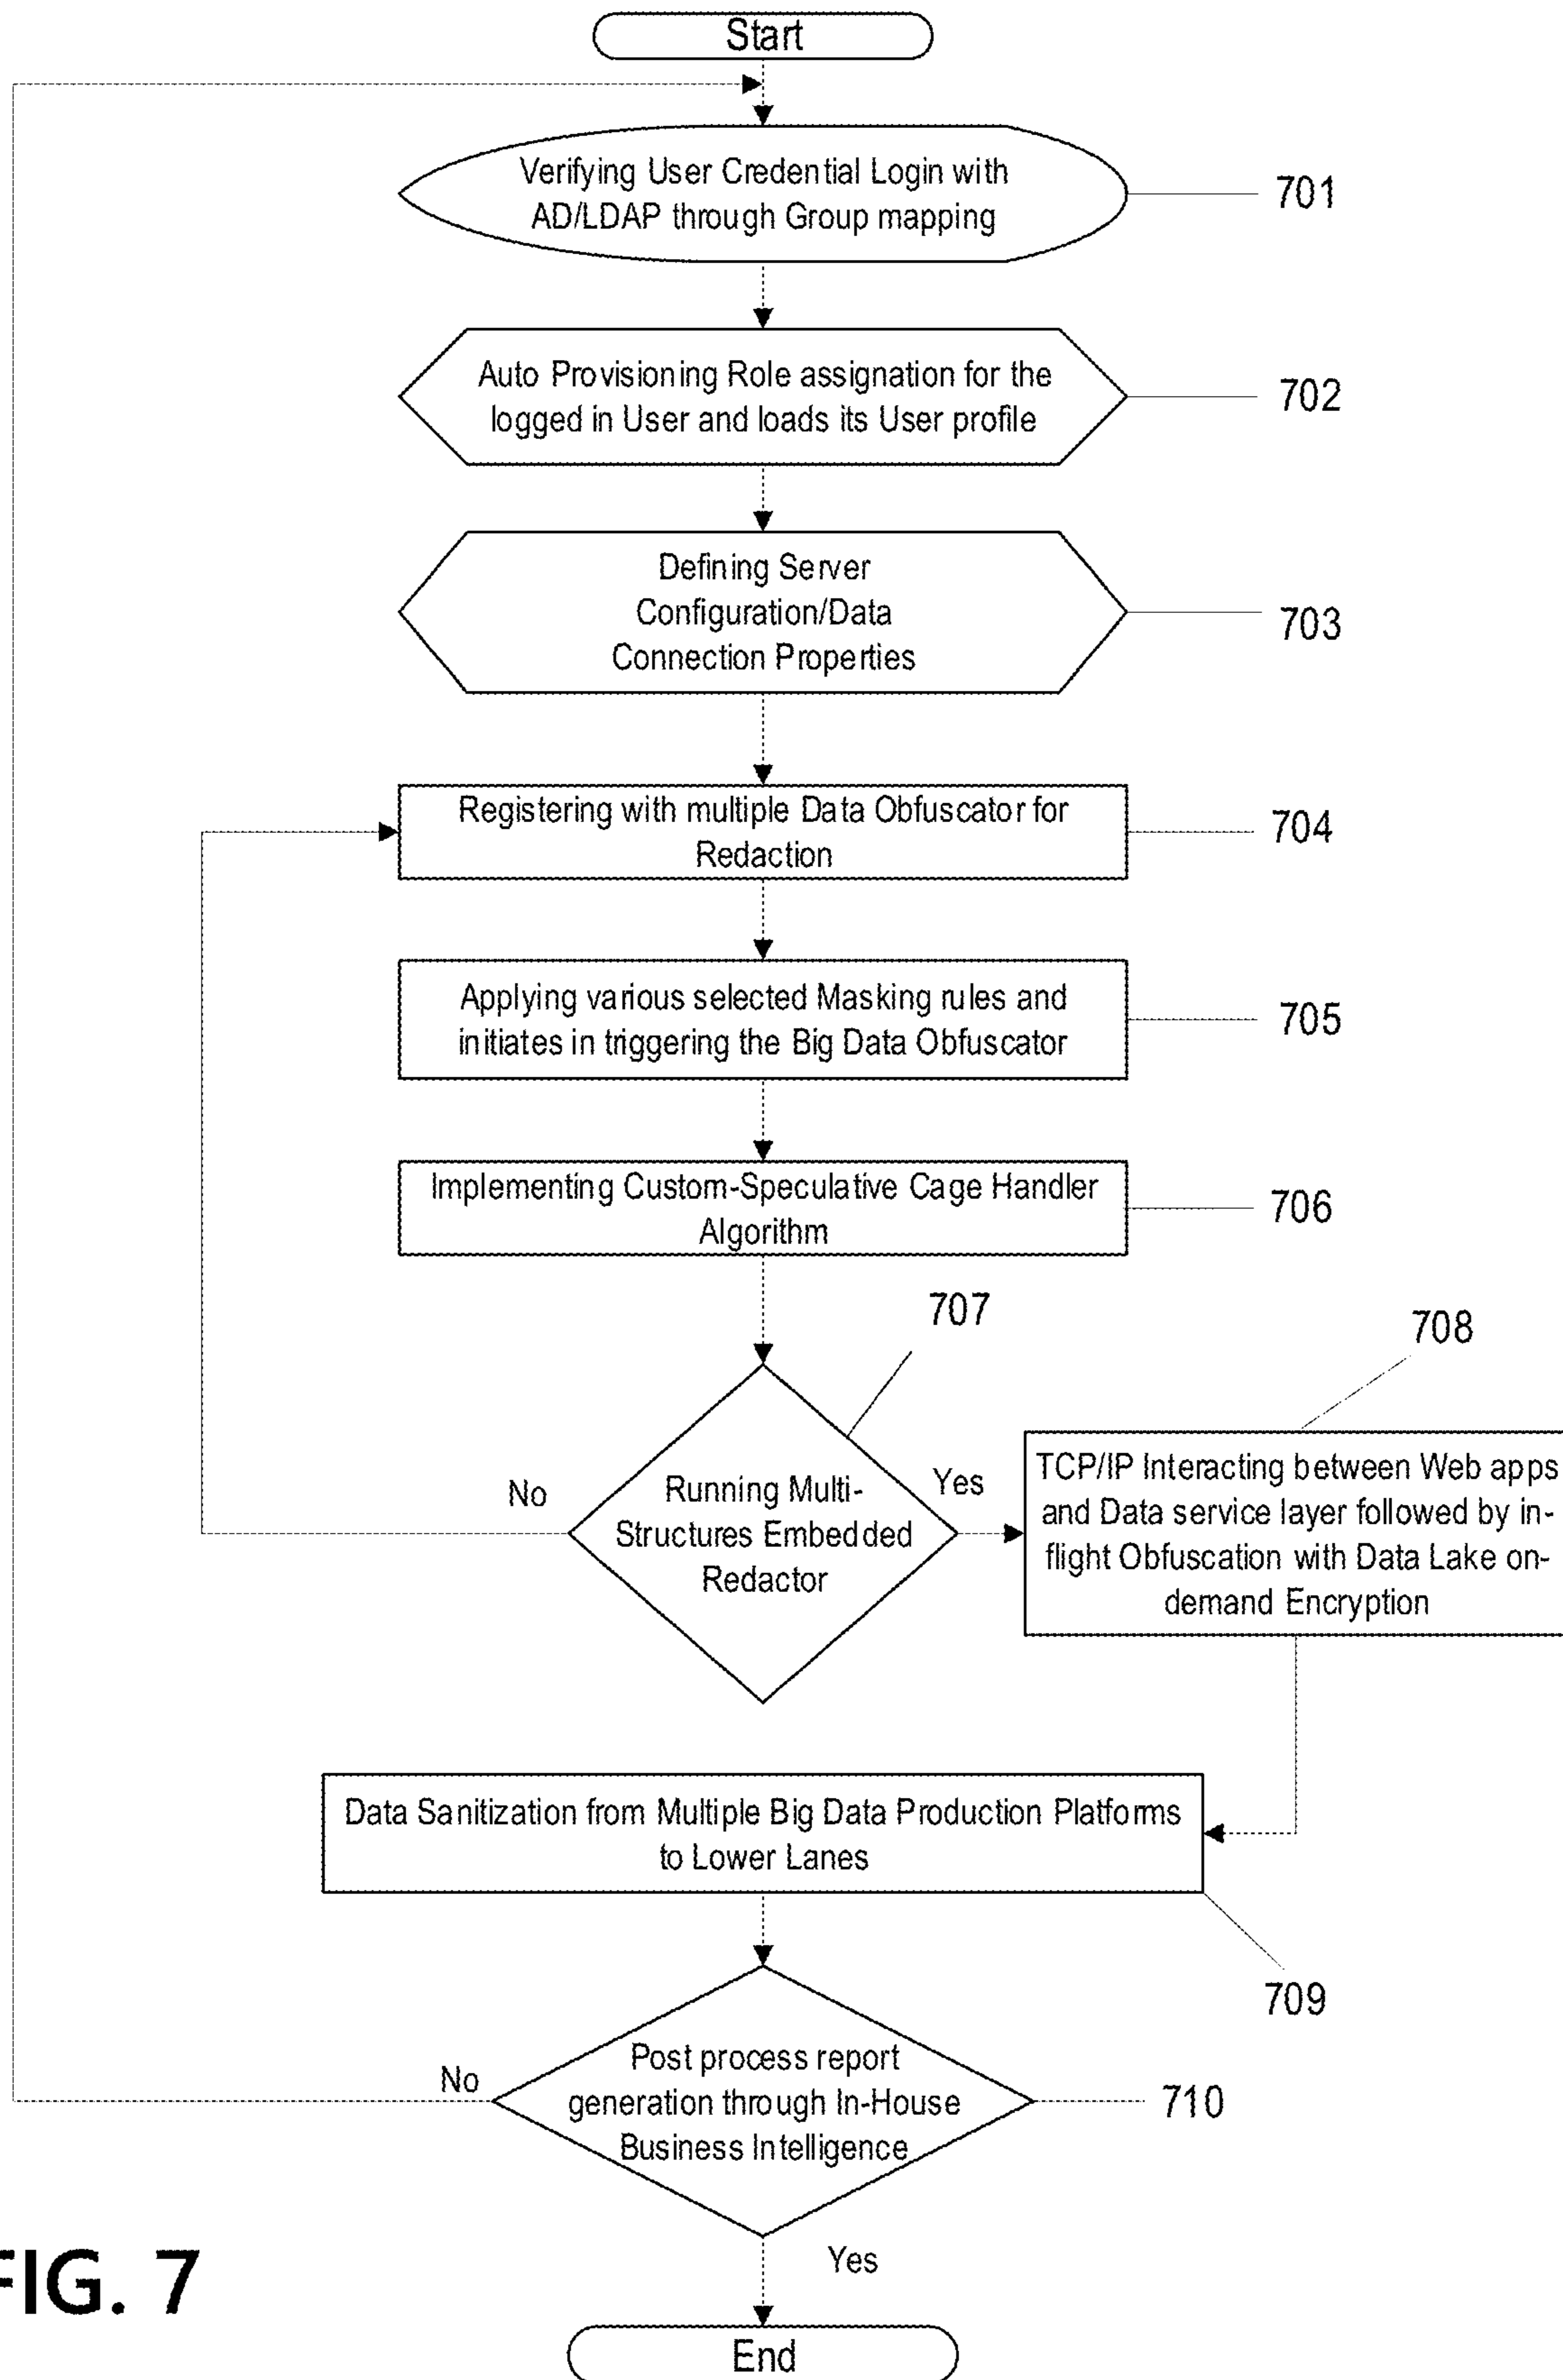 Start
Verifying User Credential Login with
AD/LDAP through Group mapping
701
Auto Provisioning Role assignation for the
logged in User and loads its User profile
702
Defining Server
Configuration/Data
Connection Properties
703
Registering with multiple Data Obfuscator for
Redaction
704
Applying various selected Masking rules and
initiates in triggering the Big Data Obfuscator
705
Implementing Custom-Speculative Cage Handler
Algorithm
706
707
Running Multi-
Structures Embedded
Redactor
No
Yes
708
TCP/IP Interacting between Web apps
and Data service layer followed by in-
flight Obfuscation with Data Lake on-
demand Encryption
Data Sanitization from Multiple Big Data Production Platforms
to Lower Lanes
709
Post process report
generation through In-House
Business Intelligence
No
710
Yes
End
FIG. 7